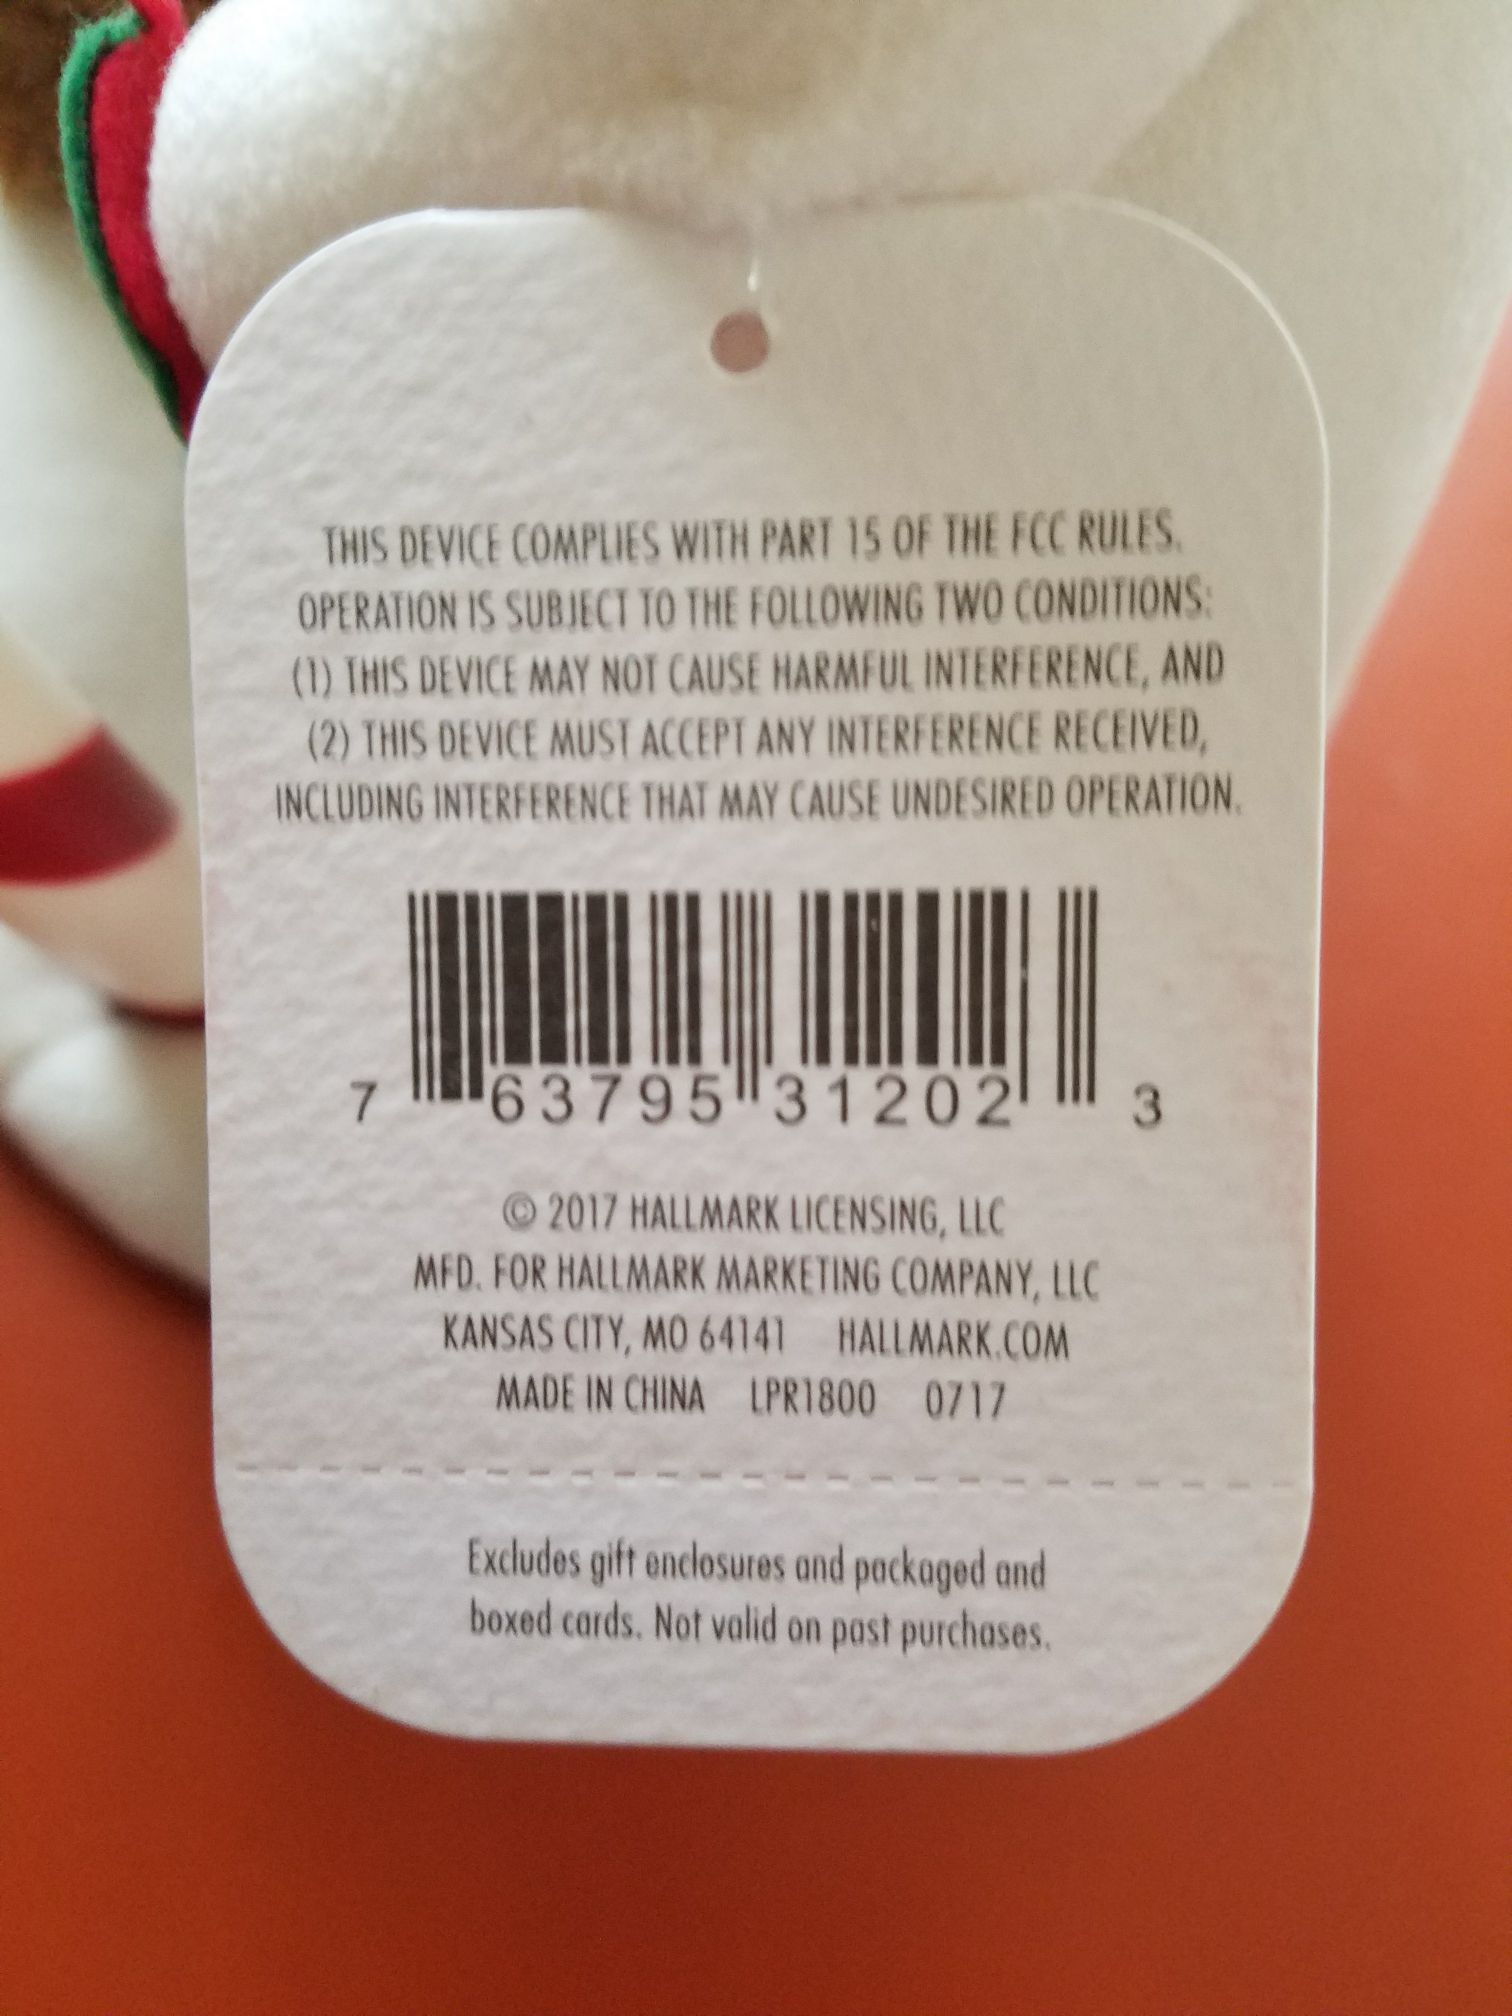 THIS DEVICE COMPLIES WITH PART 15 OF THE FCC RULES.
OPERATION IS SUBJECT TO THE FOLLOWING TWO CONDITIONS:
(1) THIS DEVICE MAY NOT CAUSE HARMFUL INTERFERENCE, AND
(2) THIS DEVICE MUST ACCEPT ANY INTERFERENCE RECEIVED,
INCLUDING INTERFERENCE THAT MAY CAUSE UNDESIRED OPERATION.
7 63795 31202 3
© 2017 HALLMARK LICENSING, LLC
MFD. FOR HALLMARK MARKETING COMPANY, LLC
KANSAS CITY, MO 64141 HALLMARK.COM
MADE IN CHINA LPR1800 0717
Excludes gift enclosures and packaged and
boxed cards. Not valid on past purchases.